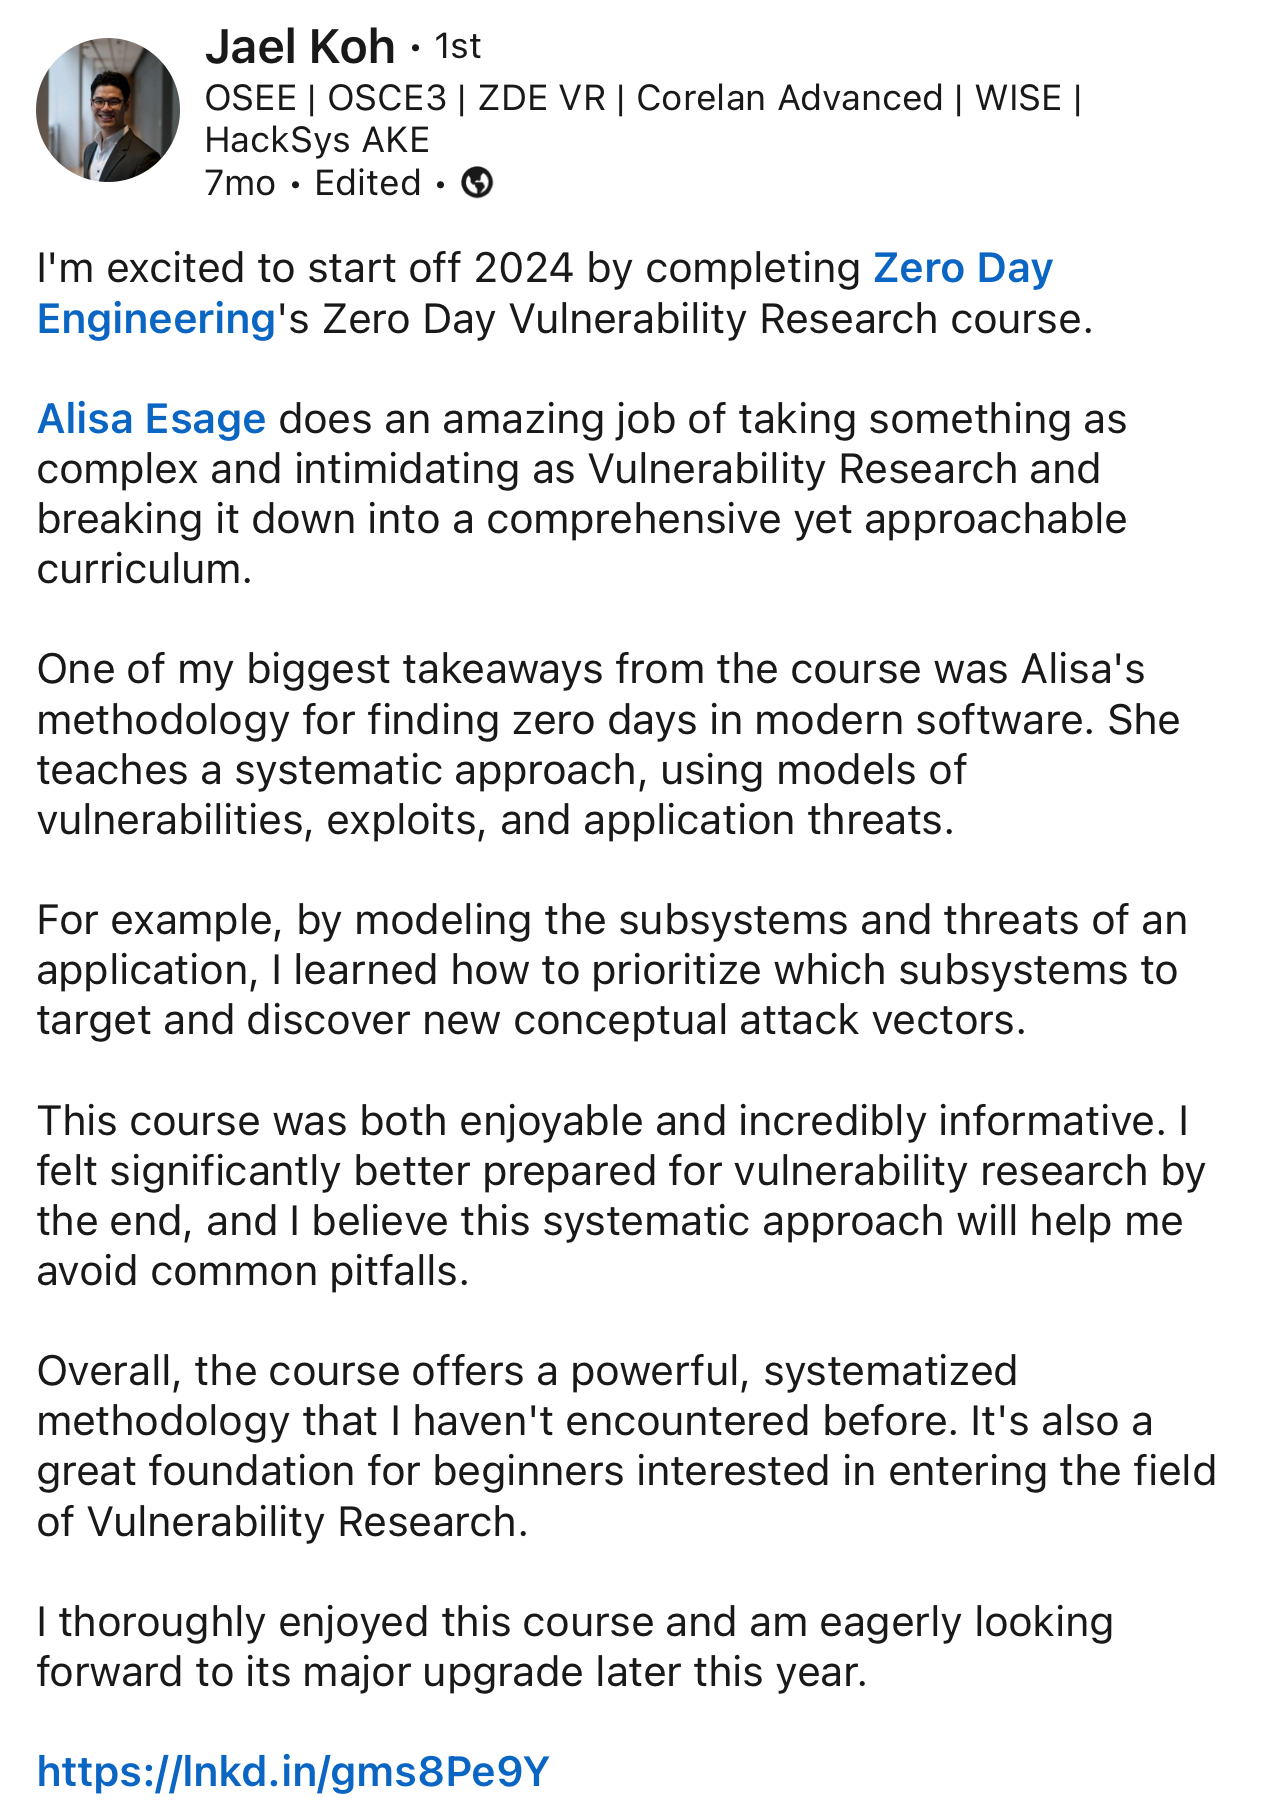 Jael Koh • 1st
OSEE | OSCE3 | ZDE VR | Corelan Advanced | WISE |
HackSys AKE
7mo • Edited •
I'm excited to start off 2024 by completing Zero Day
Engineering's Zero Day Vulnerability Research course.
Alisa Esage does an amazing job of taking something as
complex and intimidating as Vulnerability Research and
breaking it down into a comprehensive yet approachable
curriculum.
One of my biggest takeaways from the course was Alisa's
methodology for finding zero days in modern software. She
teaches a systematic approach, using models of
vulnerabilities, exploits, and application threats.
For example, by modeling the subsystems and threats of an
application, I learned how to prioritize which subsystems to
target and discover new conceptual attack vectors.
This course was both enjoyable and incredibly informative. I
felt significantly better prepared for vulnerability research by
the end, and I believe this systematic approach will help me
avoid common pitfalls.
Overall, the course offers a powerful, systematized
methodology that I haven't encountered before. It's also a
great foundation for beginners interested in entering the field
of Vulnerability Research.
I thoroughly enjoyed this course and am eagerly looking
forward to its major upgrade later this year.
https://lnkd.in/gms8Pe9Y